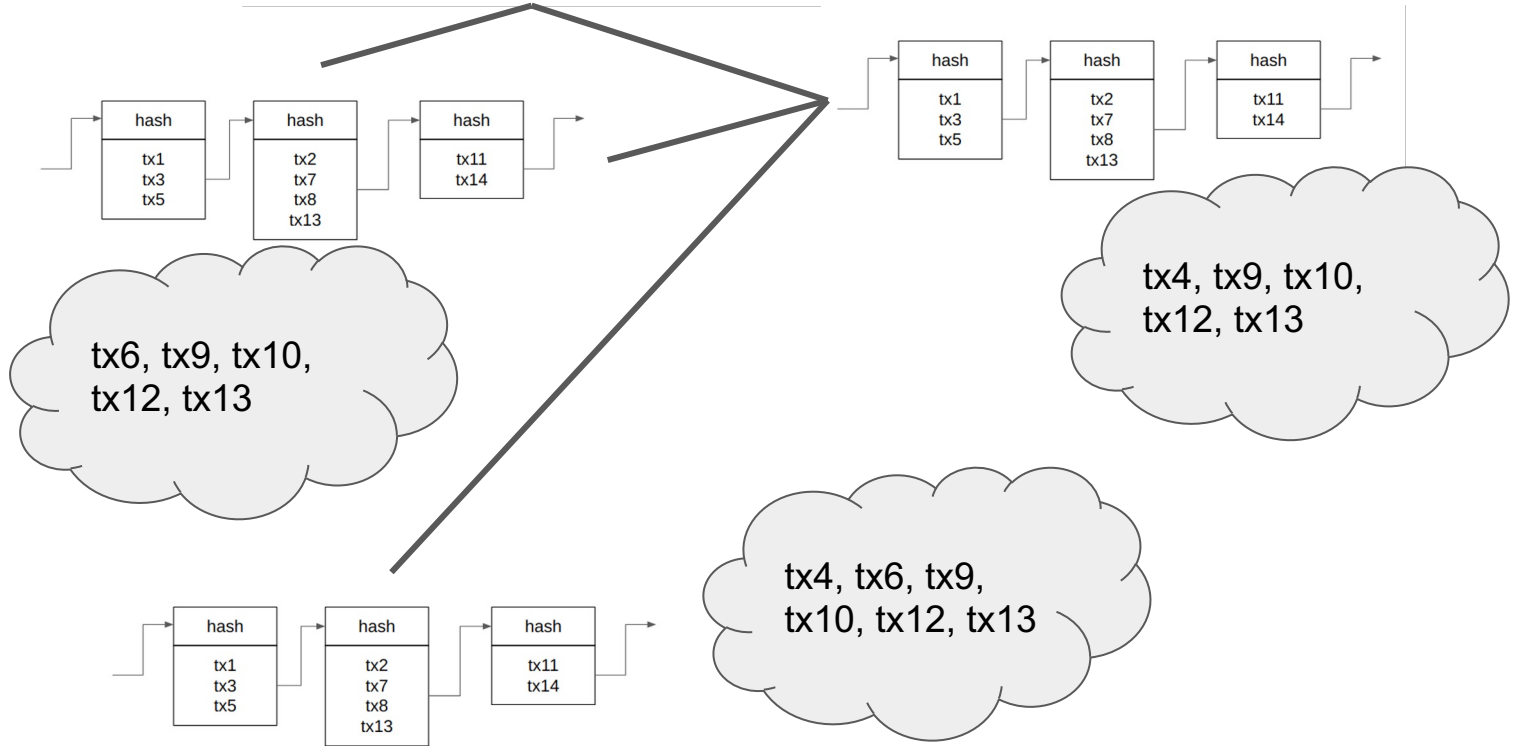 hash
tx1
tx3
tx5
hash
tx2
tx7
tx8
tx13
hash
tx11
tx14
hash
tx1
tx3
tx5
hash
tx2
tx7
tx8
tx13
hash
tx11
tx14
tx6, tx9, tx10,
tx12, tx13
tx4, tx9, tx10,
tx12, tx13
tx4, tx6, tx9,
tx10, tx12, tx13
hash
tx1
tx3
tx5
hash
tx2
tx7
tx8
tx13
hash
tx11
tx14